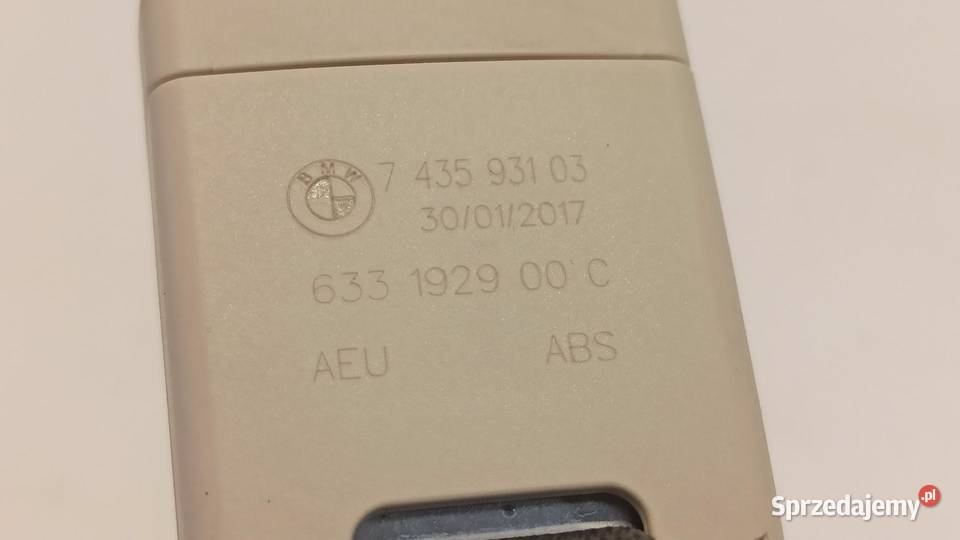 BMW 7 435 931 03
30/01/2017
633 1929 00 C
AEU ABS
Sprzedajemy.pl